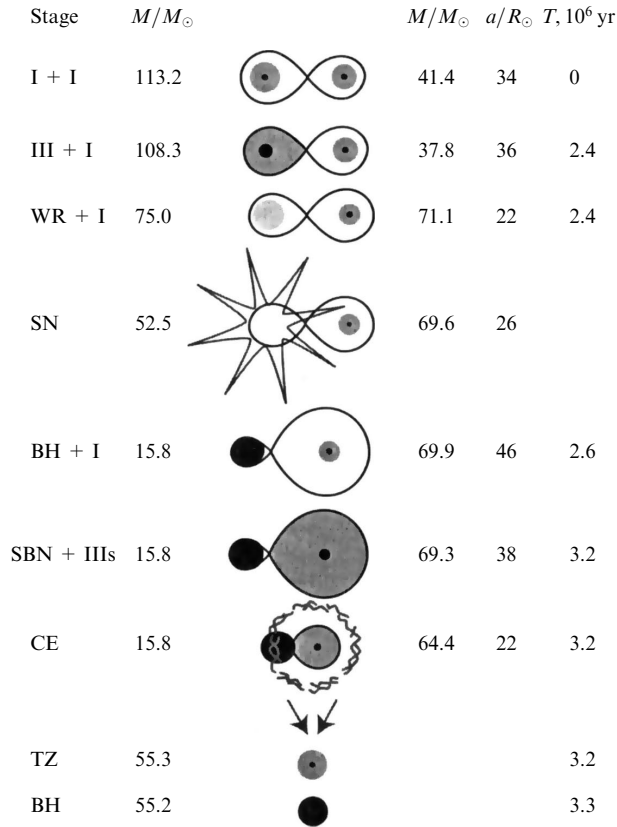 Stage M/M☉ M/M☉ a/R☉ T, 10⁶ yr
I + I 113.2 41.4 34 0
III + I 108.3 37.8 36 2.4
WR + I 75.0 71.1 22 2.4
SN 52.5 69.6 26
BH + I 15.8 69.9 46 2.6
SBN + IIIs 15.8 69.3 38 3.2
CE 15.8 64.4 22 3.2
TZ 55.3 3.2
BH 55.2 3.3